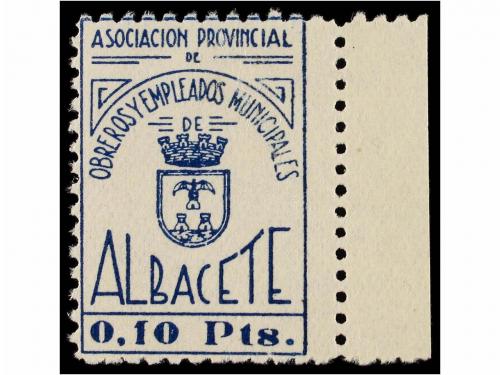 ASOCIACION PROVINCIAL
DE
OBREROS Y EMPLEADOS MUNICIPALES
DE
ALBACETE
0,10 Pts.